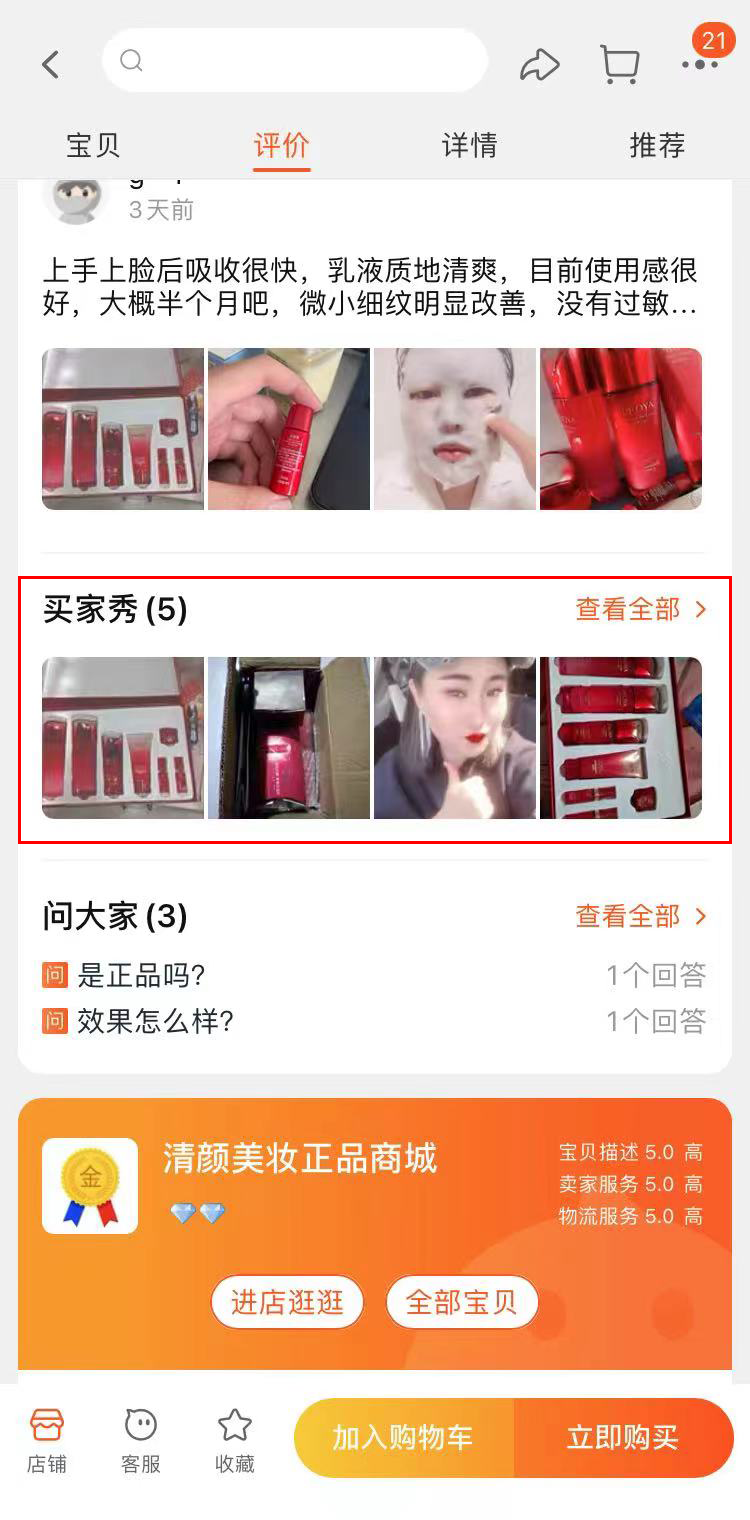 21
宝贝
评价
详情
推荐
3天前
上手上脸后吸收很快，乳液质地清爽，目前使用感很
好，大概半个月吧，微小细纹明显改善，没有过敏...
买家秀(5)
查看全部 >
问大家(3)
查看全部 >
问 是正品吗?
1个回答
问 效果怎么样?
1个回答
金
清颜美妆正品商城
宝贝描述 5.0 高
卖家服务 5.0 高
物流服务 5.0 高
进店逛逛
全部宝贝
店铺
客服
收藏
加入购物车
立即购买